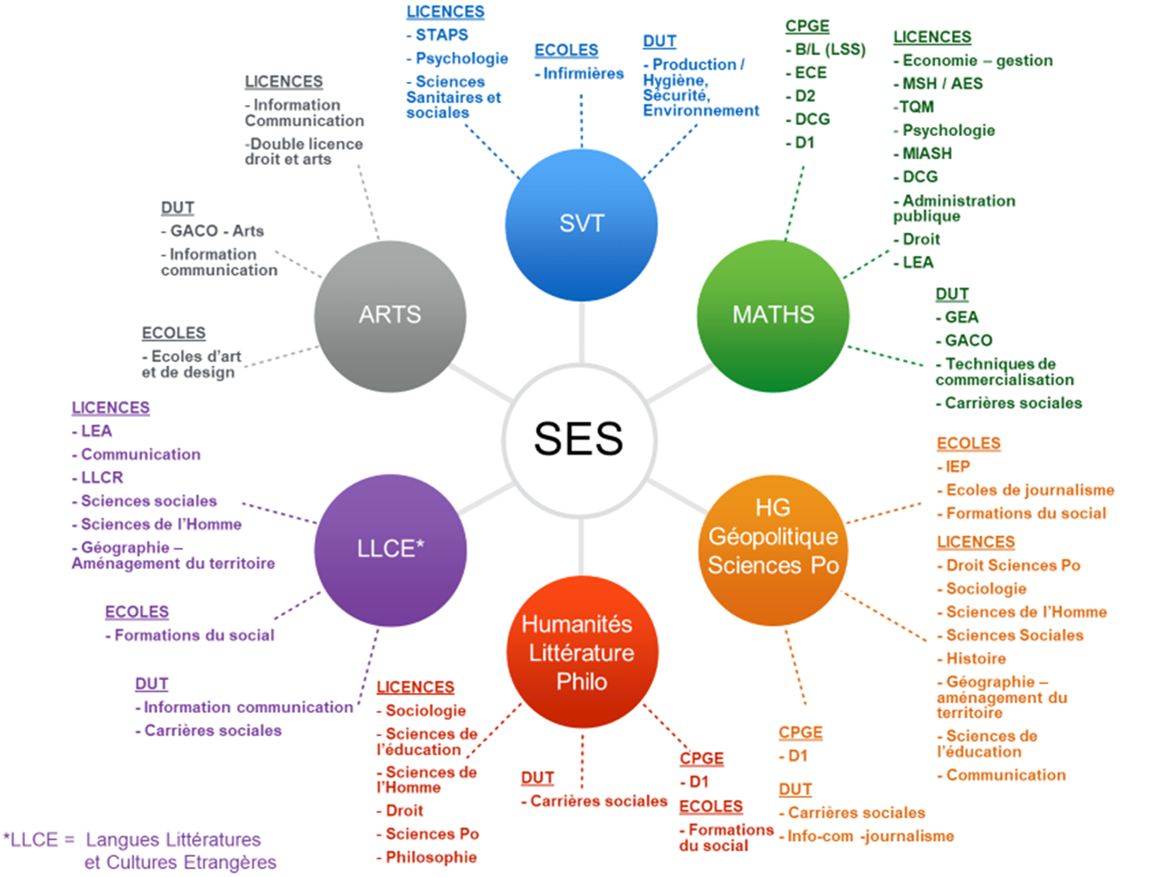 LICENCES
- STAPS
- Psychologie
- Sciences
Sanitaires et
sociales
ECOLES
- Infirmières
DUT
- Production /
Hygiène,
Sécurité,
Environnement
SVT
CPGE
- B/L (LSS)
- ECE
- D2
- DCG
- D1
LICENCES
- Economie – gestion
- MSH / AES
-TQM
- Psychologie
- MIASH
- DCG
- Administration
publique
- Droit
- LEA
DUT
- GEA
- GACO
- Techniques de
commercialisation
- Carrières sociales
MATHS
LICENCES
- Information
Communication
-Double licence
droit et arts
DUT
- GACO - Arts
- Information
communication
ECOLES
- Ecoles d’art
et de design
ARTS
SES
LICENCES
- LEA
- Communication
- LLCR
- Sciences sociales
- Sciences de l’Homme
- Géographie –
Aménagement du territoire
ECOLES
- Formations du social
DUT
- Information communication
- Carrières sociales
LLCE*
HG
Géopolitique
Sciences Po
ECOLES
- IEP
- Ecoles de journalisme
- Formations du social
LICENCES
- Droit Sciences Po
- Sociologie
- Sciences de l’Homme
- Sciences Sociales
- Histoire
- Géographie –
aménagement du
territoire
- Sciences de
l’éducation
- Communication
CPGE
- D1
DUT
- Carrières sociales
- Info-com -journalisme
Humanités
Littérature
Philo
LICENCES
- Sociologie
- Sciences de
l’éducation
- Sciences de
l’Homme
- Droit
- Sciences Po
- Philosophie
DUT
- Carrières sociales
CPGE
- D1
ECOLES
- Formations
du social
*LLCE = Langues Littératures
et Cultures Etrangères